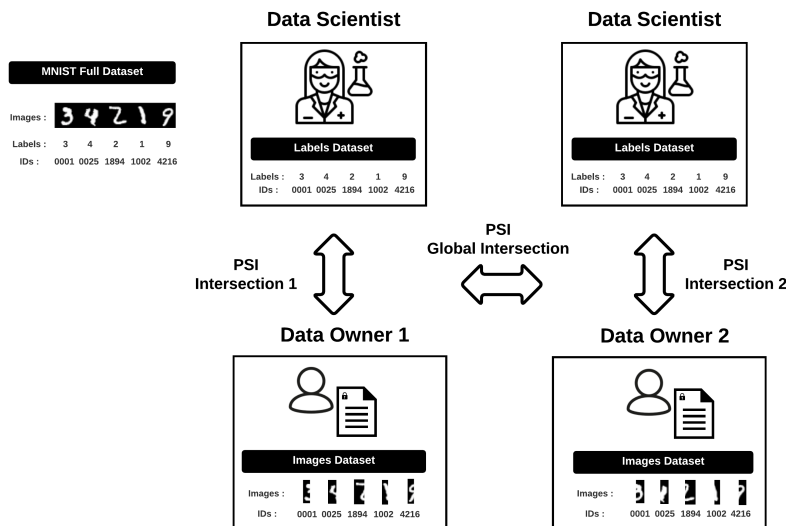 Data Scientist
Data Scientist
MNIST Full Dataset
Images :
Labels : 3 4 2 1 9
IDs : 0001 0025 1894 1002 4216
Labels Dataset
Labels : 3 4 2 1 9
IDs : 0001 0025 1894 1002 4216
Labels Dataset
Labels : 3 4 2 1 9
IDs : 0001 0025 1894 1002 4216
PSI
Intersection 1
PSI
Global Intersection
PSI
Intersection 2
Data Owner 1
Data Owner 2
Images Dataset
Images :
IDs : 0001 0025 1894 1002 4216
Images Dataset
Images :
IDs : 0001 0025 1894 1002 4216